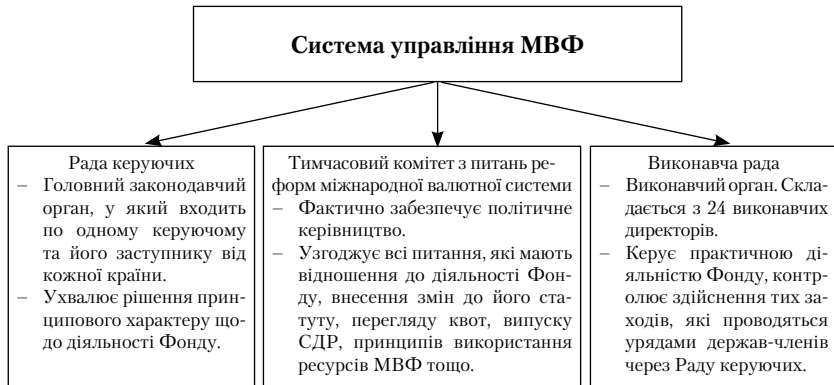 Система управління МВФ
Рада керуючих
– Головний законодавчий
орган, у який входить
по одному керуючому
та його заступнику від
кожної країни.
– Ухвалює рішення прин-
ципового характеру що-
до діяльності Фонду.
Тимчасовий комітет з питань ре-
форм міжнародної валютної системи
– Фактично забезпечує політичне
керівництво.
– Узгоджує всі питання, які мають
відношення до діяльності Фон-
ду, внесення змін до його ста-
туту, перегляду квот, випуску
СДР, принципів використання
ресурсів МВФ тощо.
Виконавча рада
– Виконавчий орган. Скла-
дається з 24 виконавчих
директорів.
– Керує практичною ді-
яльністю Фонду, конт-
ролює здійснення тих за-
ходів, які проводяться
урядами держав-членів
через Раду керуючих.